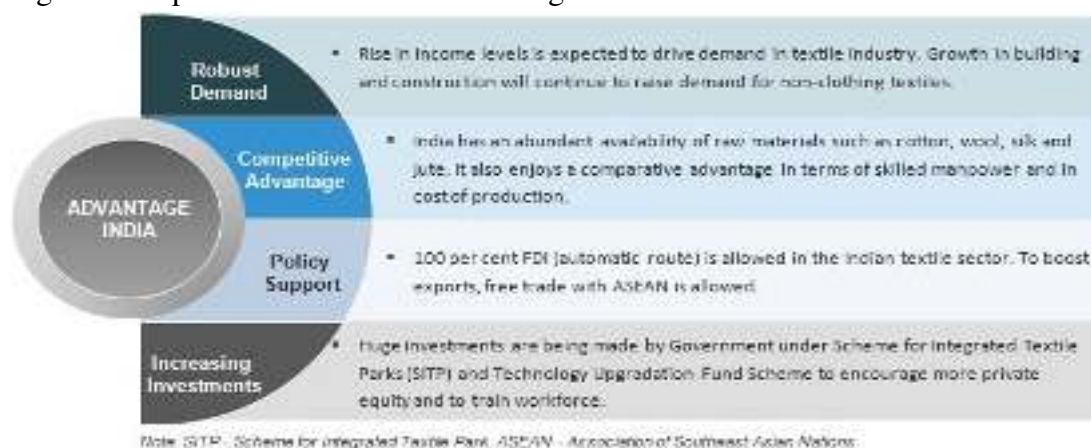 Robust
Demand
Rise in income levels is expected to drive demand in textile industry. Growth in building
and construction will continue to raise demand for non-clothing textiles.
Competitive
Advantage
India has an abundant availability of raw materials such as cotton, wool, silk and
jute. It also enjoys a comparative advantage in terms of skilled manpower and in
cost of production.
ADVANTAGE
INDIA
Policy
Support
100 per cent FDI (automatic route) is allowed in the Indian textile sector. To boost
exports, free trade with ASEAN is allowed.
Increasing
Investments
Huge investments are being made by Government under Scheme for Integrated Textile
Parks (SITP) and Technology Upgradation Fund Scheme to encourage more private
equity and to train workforce.
Note: SITP - Scheme for Integrated Textile Park, ASEAN - Association of Southeast Asian Nations